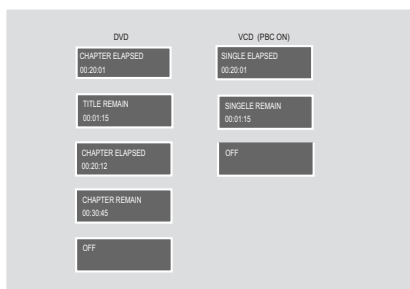 DVD
CHAPTER ELAPSED
00:20:01
TITLE REMAIN
00:01:15
CHAPTER ELAPSED
00:20:12
CHAPTER REMAIN
00:30:45
OFF
VCD (PBC ON)
SINGLE ELAPSED
00:20:01
SINGELE REMAIN
00:01:15
OFF